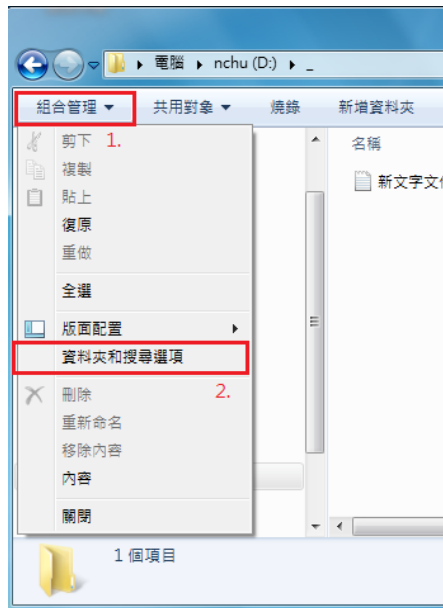 電腦 ▸ nchu (D:) ▸ _
組合管理 ▼ 共用對象 ▼ 燒錄 新增資料夾
剪下 1.
複製
貼上
復原
重做
全選
版面配置
資料夾和搜尋選項
2.
刪除
重新命名
移除內容
內容
關閉
名稱
新文字文
1 個項目